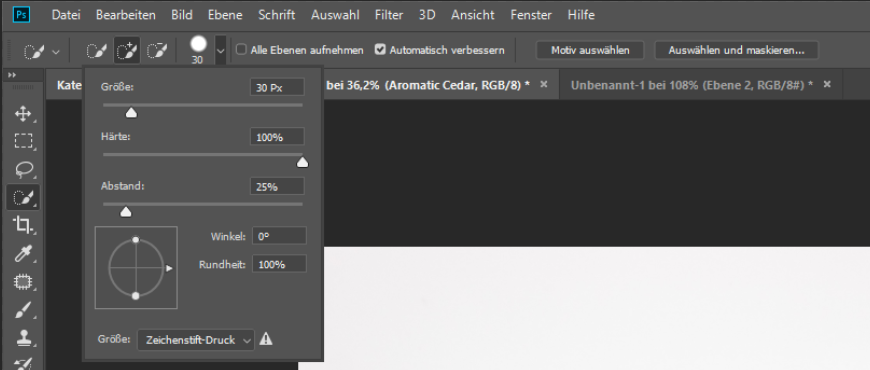 Ps Datei Bearbeiten Bild Ebene Schrift Auswahl Filter 3D Ansicht Fenster Hilfe
30 Alle Ebenen aufnehmen Automatisch verbessern Motiv auswählen Auswählen und maskieren...
Kate bei 36,2% (Aromatic Cedar, RGB/8) * × Unbenannt-1 bei 108% (Ebene 2, RGB/8#) * ×
Größe: 30 Px
Härte: 100%
Abstand: 25%
Winkel: 0°
Rundheit: 100%
Größe: Zeichenstift-Druck